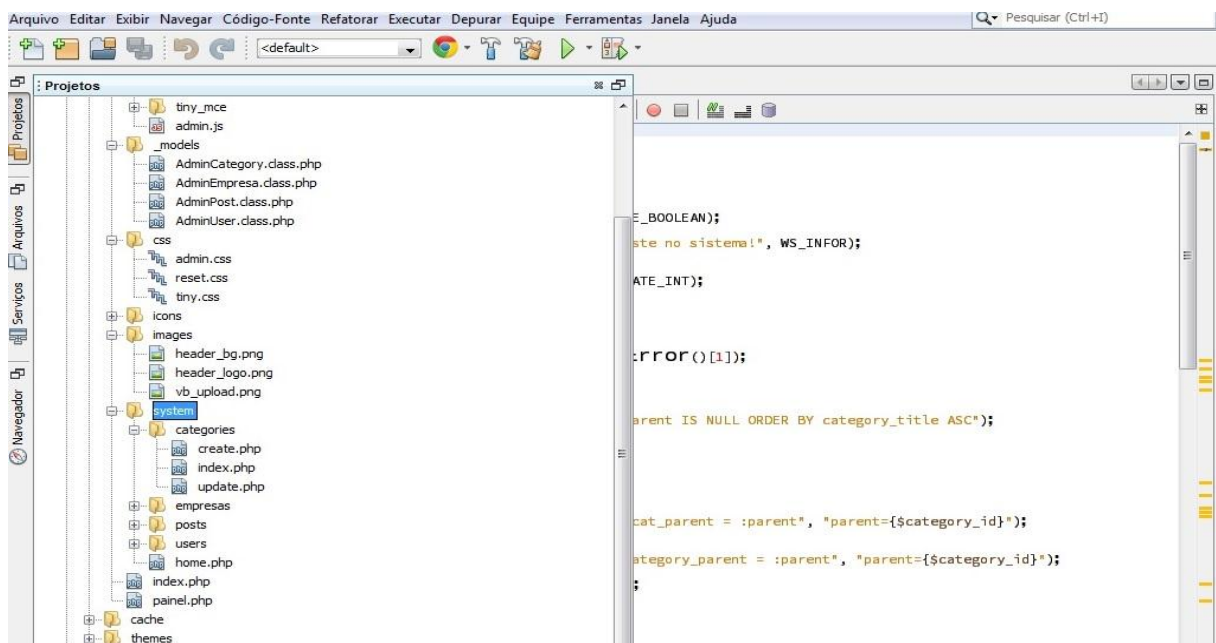 Arquivo Editar Exibir Navegar Código-Fonte Refatorar Executar Depurar Equipe Ferramentas Janela Ajuda
Pesquisar (Ctrl+I)
<default>
Projetos
Projetos
Arquivos
Serviços
Navegador
tiny_mce
admin.js
_models
AdminCategory.class.php
AdminEmpresa.class.php
AdminPost.class.php
AdminUser.class.php
css
admin.css
reset.css
tiny.css
icons
images
header_bg.png
header_logo.png
vb_upload.png
system
categories
create.php
index.php
update.php
empresas
posts
users
home.php
index.php
painel.php
cache
themes
E_BOOLEAN);
ste no sistema!", WS_INFOR);
ATE_INT);
Error()[1]);
arent IS NULL ORDER BY category_title ASC");
cat_parent = :parent", "parent={$category_id}");
ategory_parent = :parent", "parent={$category_id}");
;